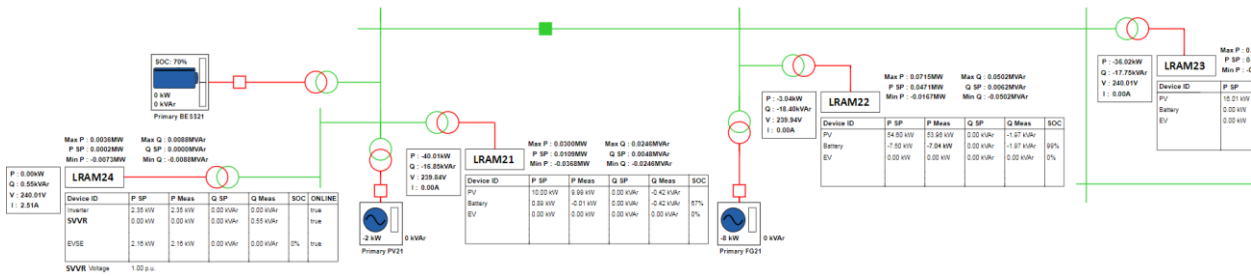 SOC: 70%
0 kW
0 kVAr
Primary BES321
Max P : 0.0036MW Max Q : 0.0088MVAr
P SP : 0.0002MW Q SP : 0.0000MVAr
Min P : -0.0073MW Min Q : -0.0088MVAr
LRAM24
P : 0.00kW
Q : 0.55kVAr
V : 240.01V
I : 2.51A
Device ID P SP P Meas Q SP Q Meas SOC ONLINE
Inverter 2.35 kW 2.35 kW 0.00 kVAr 0.00 kVAr true
SVVR 0.00 kW 0.00 kW 0.00 kVAr 0.55 kVAr true
EVSE 2.16 kW 2.16 kW 0.00 kVAr 0.00 kVAr 0% true
SVVR Voltage 1.00 p.u.
P : -40.01kW
Q : -16.85kVAr
V : 239.84V
I : 0.00A
LRAM21
Max P : 0.0300MW Max Q : 0.0246MVAr
P SP : 0.0109MW Q SP : 0.0048MVAr
Min P : -0.0368MW Min Q : -0.0246MVAr
Device ID P SP P Meas Q SP Q Meas SOC
PV 10.00 kW 9.99 kW 0.00 kVAr -0.42 kVAr
Battery 0.89 kW -0.01 kW 0.00 kVAr -0.42 kVAr 67%
EV 0.00 kW 0.00 kW 0.00 kVAr 0.00 kVAr 0%
-2 kW 0 kVAr
Primary PV21
P : -3.04kW
Q : -18.40kVAr
V : 239.94V
I : 0.00A
LRAM22
Max P : 0.0715MW Max Q : 0.0502MVAr
P SP : 0.0471MW Q SP : 0.0062MVAr
Min P : -0.0167MW Min Q : -0.0502MVAr
Device ID P SP P Meas Q SP Q Meas SOC
PV 54.60 kW 53.96 kW 0.00 kVAr -1.97 kVAr
Battery -7.50 kW -7.04 kW 0.00 kVAr -1.97 kVAr 99%
EV 0.00 kW 0.00 kW 0.00 kVAr 0.00 kVAr 0%
-8 kW 0 kVAr
Primary FG21
P : -36.02kW
Q : -17.75kVAr
V : 240.01V
I : 0.00A
LRAM23
Max P : 0.
P SP : 0.
Min P : -0.
Device ID P SP
PV 16.01 kW
Battery 0.00 kW
EV 0.00 kW